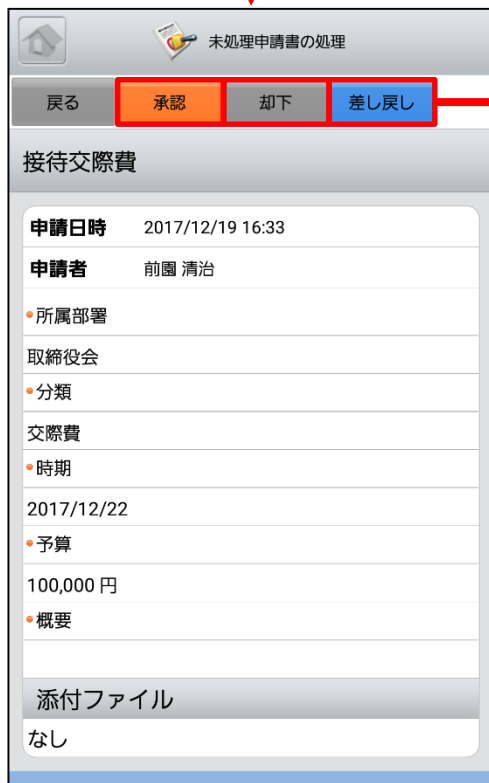 未処理申請書の処理
戻る 承認 却下 差し戻し
接待交際費
申請日時 2017/12/19 16:33
申請者 前園 清治
所属部署
取締役会
分類
交際費
時期
2017/12/22
予算
100,000 円
概要
添付ファイル
なし